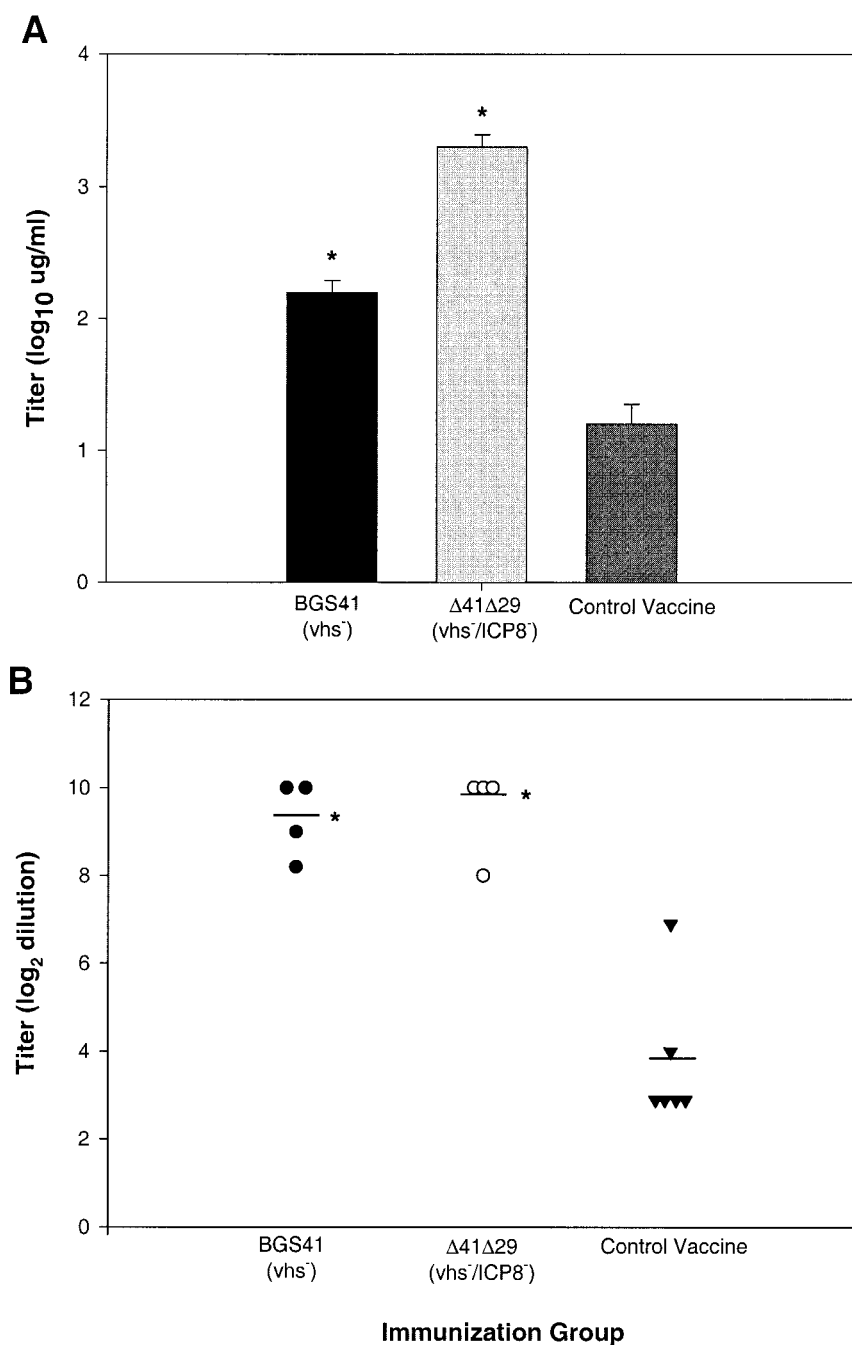 A
4
3
2
1
0
Titer (log10 ug/ml)
*
*
BGS41
(vhs-)
Δ41Δ29
(vhs-/ICP8-)
Control Vaccine
B
12
10
8
6
4
2
0
Titer (log2 dilution)
*
*
BGS41
(vhs-)
Δ41Δ29
(vhs-/ICP8-)
Control Vaccine
Immunization Group